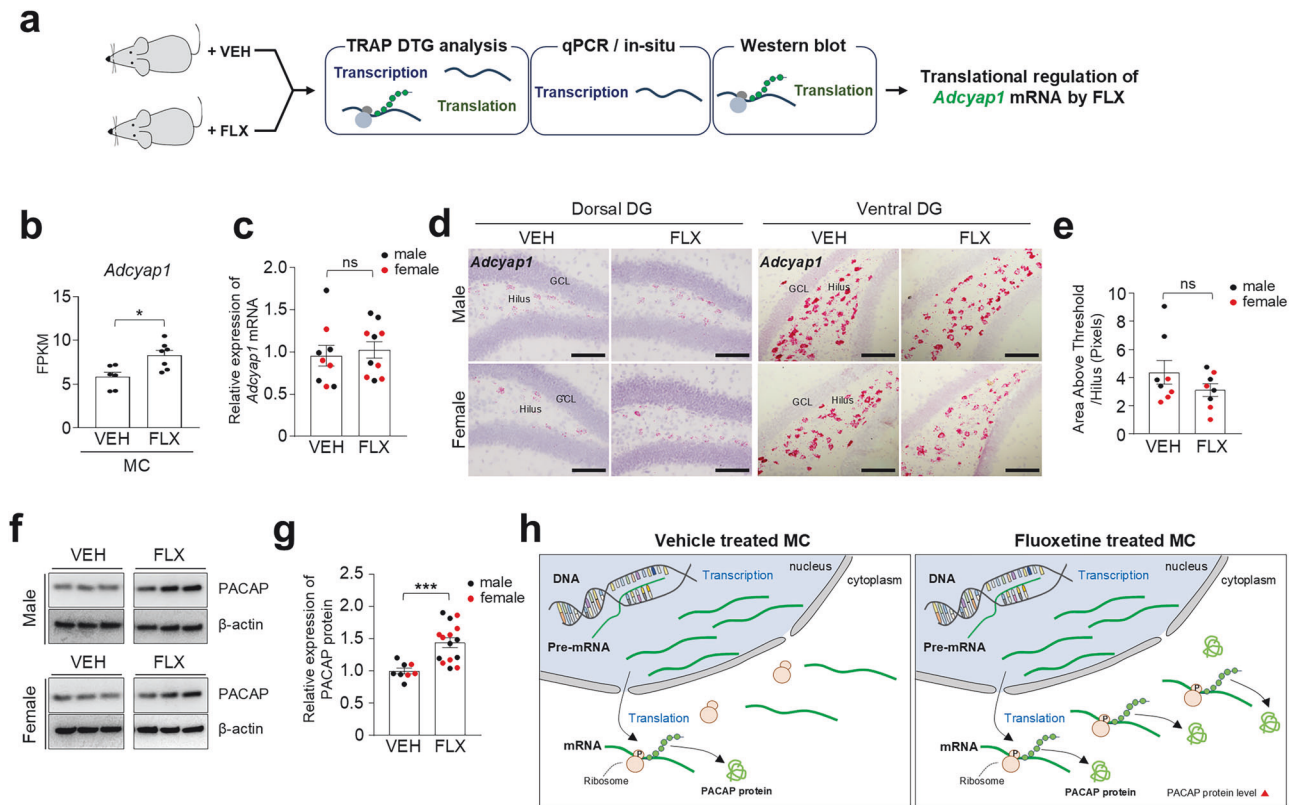 a
+ VEH
+ FLX
TRAP DTG analysis
Transcription
Translation
qPCR / in-situ
Transcription
Western blot
Translation
Translational regulation of
Adcyap1 mRNA by FLX
b
Adcyap1
FPKM
15
10
5
0
*
VEH
FLX
MC
c
Relative expression of
Adcyap1 mRNA
2.0
1.5
1.0
0.5
0
ns
male
female
VEH
FLX
d
Dorsal DG
Ventral DG
VEH
FLX
VEH
FLX
Male
Female
Adcyap1
GCL
Hilus
Adcyap1
GCL
Hilus
GCL
Hilus
GCL
Hilus
e
Area Above Threshold
/Hilus (Pixels)
10
8
6
4
2
0
ns
male
female
VEH
FLX
f
VEH
FLX
Male
PACAP
β-actin
VEH
FLX
Female
PACAP
β-actin
g
Relative expression of
PACAP protein
2.5
2.0
1.5
1.0
0.5
0
***
male
female
VEH
FLX
h
Vehicle treated MC
DNA
Transcription
nucleus
cytoplasm
Pre-mRNA
Translation
mRNA
P
Ribosome
PACAP protein
Fluoxetine treated MC
DNA
Transcription
nucleus
cytoplasm
Pre-mRNA
P
Translation
P
mRNA
P
Ribosome
PACAP protein
PACAP protein level